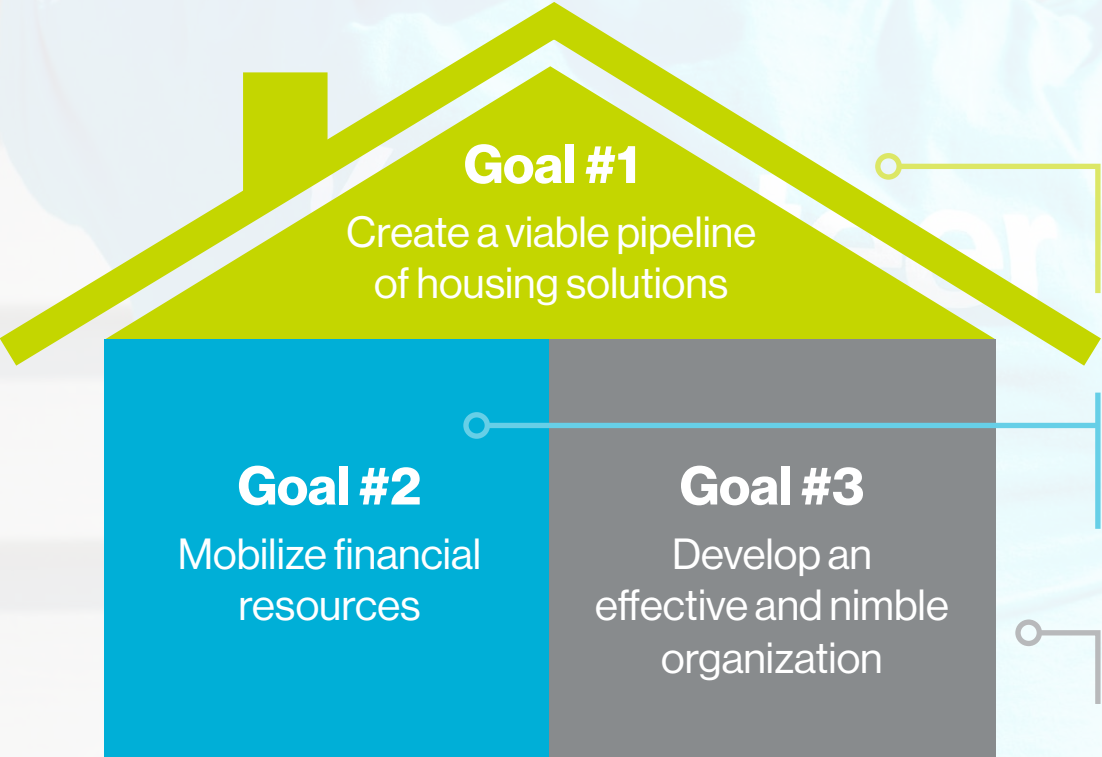 Goal #1
Create a viable pipeline
of housing solutions
Goal #2
Mobilize financial
resources
Goal #3
Develop an
effective and nimble
organization